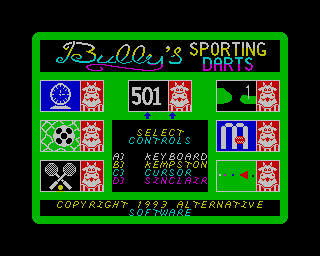 Bully's SPORTING
DARTS
501
1
SELECT
CONTROLS
A) KEYBOARD
B) KEMPSTON
C) CURSOR
D) SINCLAIR
COPYRIGHT 1993 ALTERNATIVE
SOFTWARE